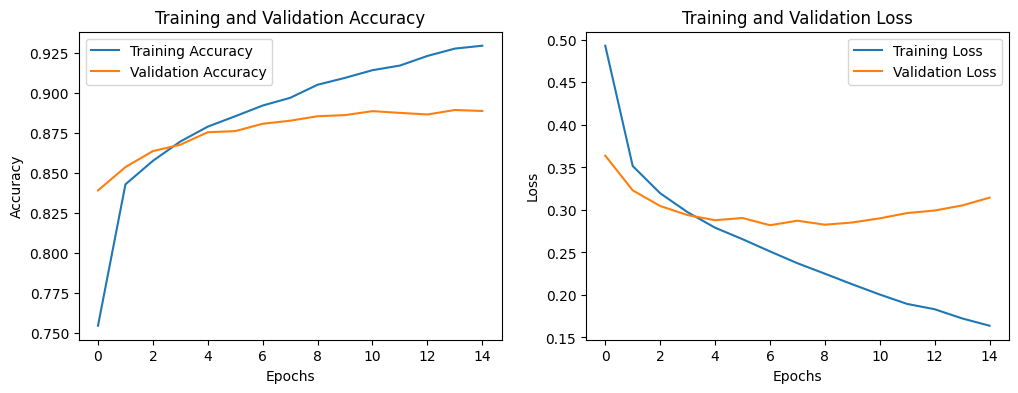 Training and Validation Accuracy
Training Accuracy
Validation Accuracy
0.925
0.900
0.875
0.850
0.825
0.800
0.775
0.750
Accuracy
0 2 4 6 8 10 12 14
Epochs
Training and Validation Loss
Training Loss
Validation Loss
0.50
0.45
0.40
0.35
0.30
0.25
0.20
0.15
Loss
0 2 4 6 8 10 12 14
Epochs